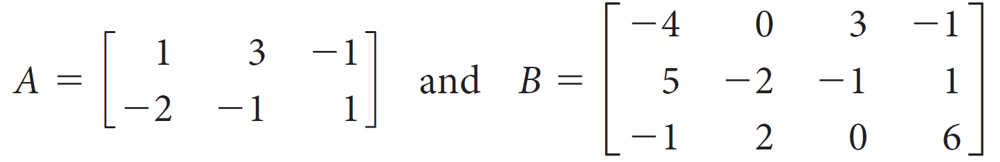 A = [1 3 −1
−2 −1 1] and B = [−4 0 3 −1
5 −2 −1 1
−1 2 0 6]